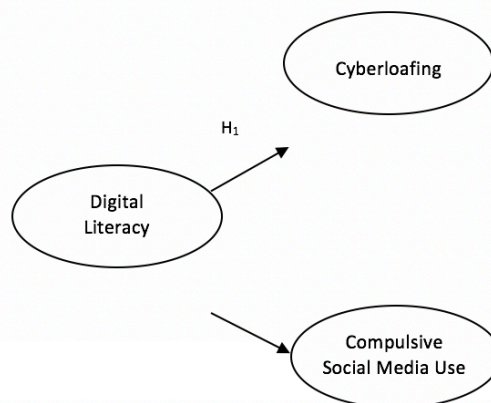 Cyberloafing
H₁
Digital
Literacy
Compulsive
Social Media Use